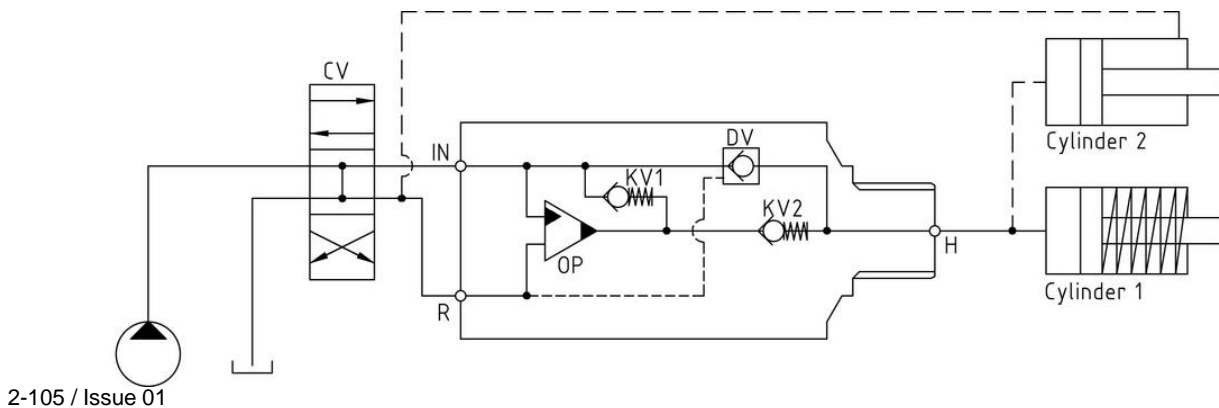 CV
IN
DV
KV1
KV2
OP
R
H
Cylinder 2
Cylinder 1
2-105 / Issue 01